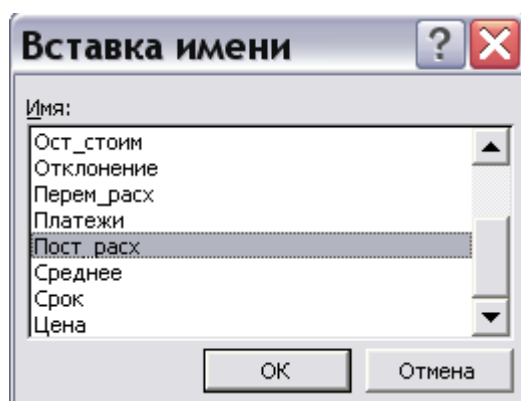 Вставка имени
Имя:
Ост_стоим
Отклонение
Перем_расх
Платежи
Пост_расх
Среднее
Срок
Цена
ОК Отмена